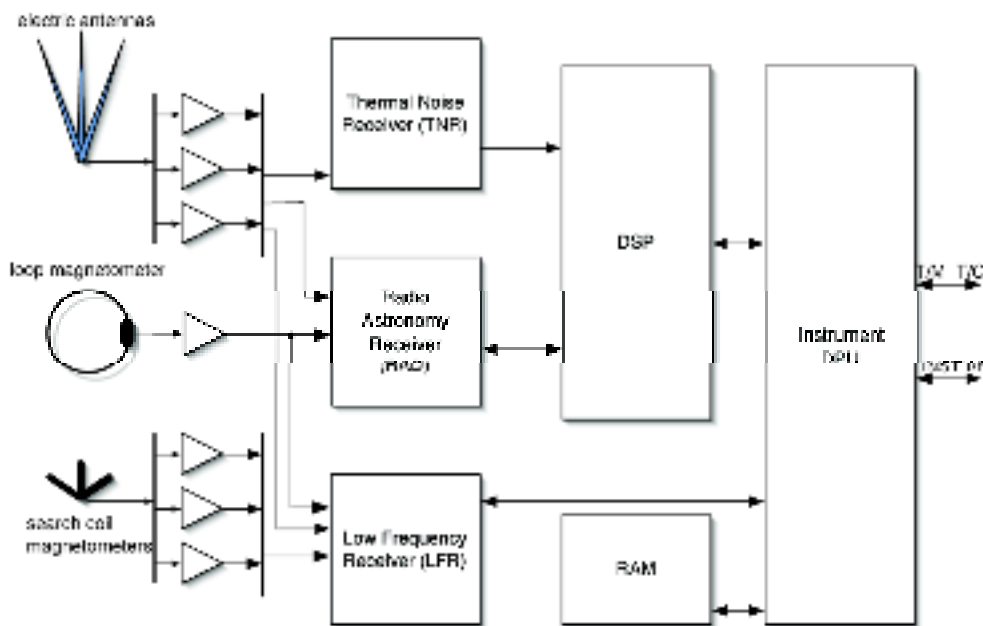 electric antennas
Thermal Noise
Receiver (TNR)
DSP
loop magnetometer
Radio
Astronomy
Receiver
Instrument
DPU
search coil
magnetometers
Low Frequency
Receiver (LFR)
RAM